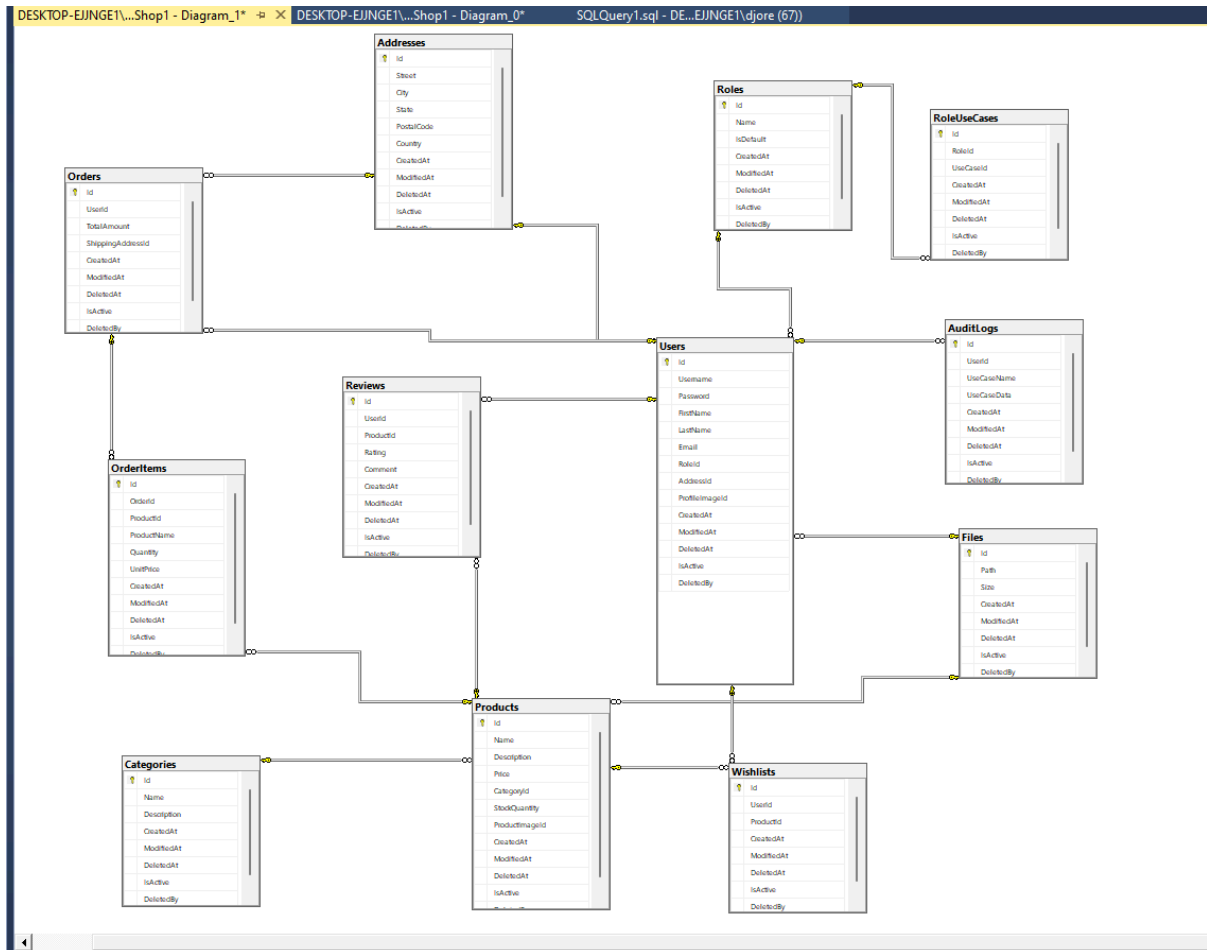 DESKTOP-EJJNGE1\...Shop1 - Diagram_1*
DESKTOP-EJJNGE1\...Shop1 - Diagram_0*
SQLQuery1.sql - DE...EJJNGE1\djore (67))
Addresses
Id
Street
City
State
PostalCode
Country
CreatedAt
ModifiedAt
DeletedAt
IsActive
DeletedBy
Roles
Id
Name
IsDefault
CreatedAt
ModifiedAt
DeletedAt
IsActive
DeletedBy
RoleUseCases
Id
RoleId
UseCaseId
CreatedAt
ModifiedAt
DeletedAt
IsActive
DeletedBy
Orders
Id
UserId
TotalAmount
ShippingAddressId
CreatedAt
ModifiedAt
DeletedAt
IsActive
DeletedBy
Users
Id
Username
Password
FirstName
LastName
Email
RoleId
AddressId
ProfileImageId
CreatedAt
ModifiedAt
DeletedAt
IsActive
DeletedBy
AuditLogs
Id
UserId
UseCaseName
UseCaseData
CreatedAt
ModifiedAt
DeletedAt
IsActive
DeletedBy
Reviews
Id
UserId
ProductId
Rating
Comment
CreatedAt
ModifiedAt
DeletedAt
IsActive
DeletedBy
OrderItems
Id
OrderId
ProductId
ProductName
Quantity
UnitPrice
CreatedAt
ModifiedAt
DeletedAt
IsActive
DeletedBy
Files
Id
Path
Size
CreatedAt
ModifiedAt
DeletedAt
IsActive
DeletedBy
Products
Id
Name
Description
Price
CategoryId
StockQuantity
ProductImageId
CreatedAt
ModifiedAt
DeletedAt
IsActive
DeletedBy
Categories
Id
Name
Description
CreatedAt
ModifiedAt
DeletedAt
IsActive
DeletedBy
Wishlists
Id
UserId
ProductId
CreatedAt
ModifiedAt
DeletedAt
IsActive
DeletedBy